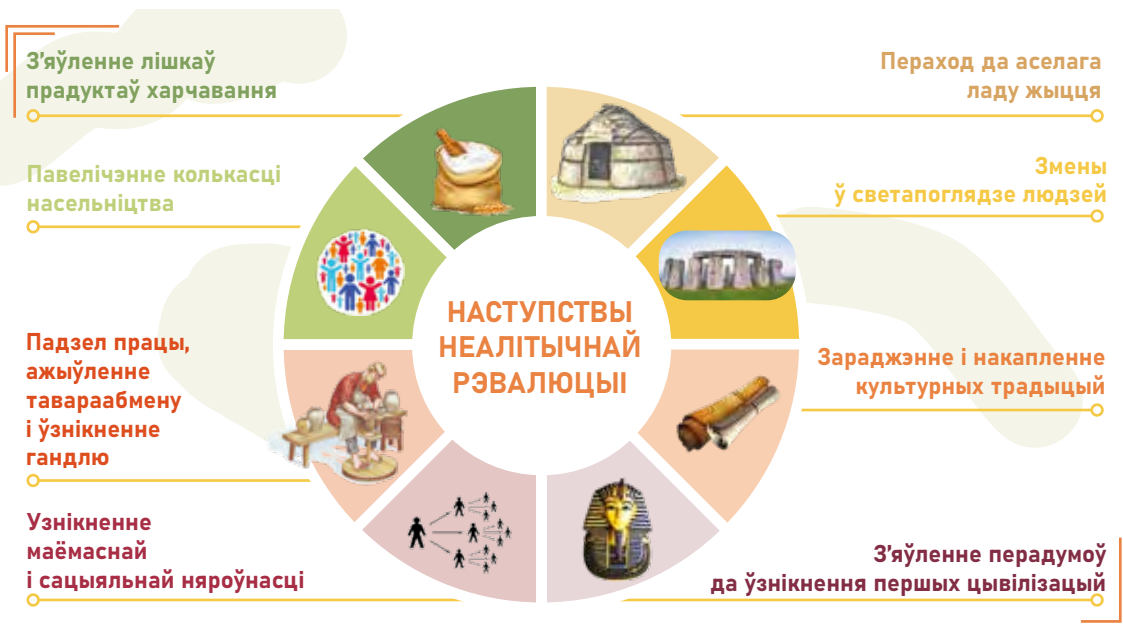 З'яўленне лішкаў
прадуктаў харчавання
Павелічэнне колькасці
насельніцтва
Падзел працы,
ажыўленне
тавараабмену
і ўзнікненне
гандлю
Узнікненне
маёмаснай
і сацыяльнай няроўнасці
НАСТУПСТВЫ
НЕАЛІТЫЧНАЙ
РЭВАЛЮЦЫІ
Пераход да аселага
ладу жыцця
Змены
ў светапоглядзе людзей
Зараджэнне і накапленне
культурных традыцый
З'яўленне перадумоў
да ўзнікнення першых цывілізацый